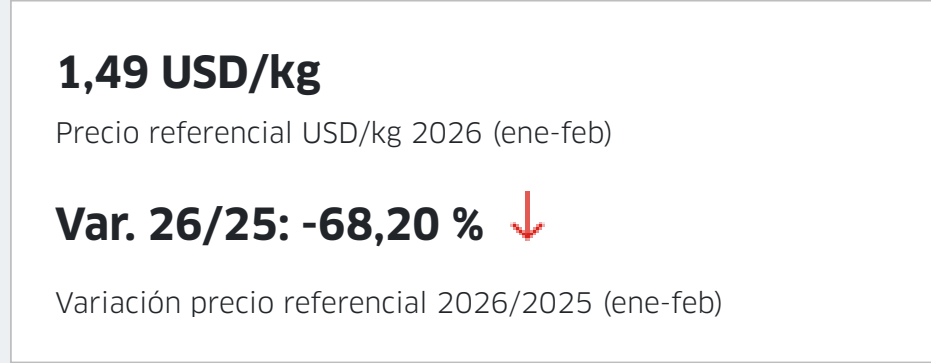 1,49 USD/kg
Precio referencial USD/kg 2026 (ene-feb)
Var. 26/25: -68,20 %
Variación precio referencial 2026/2025 (ene-feb)